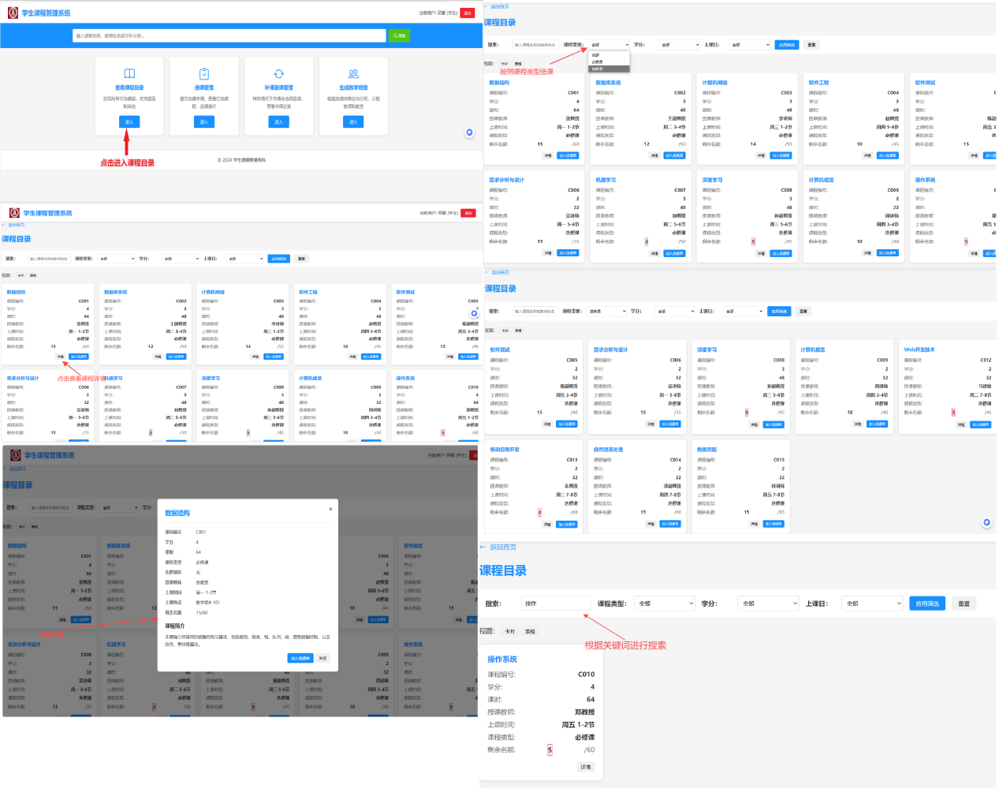 学生课程管理系统
当前用户: 吴敏 (学生)
退出
输入课程名称、教师姓名或学科分类...
搜索
查看课程目录
选课管理
补课退课管理
生成教学班级
浏览所有可选课程，支持搜索和筛选
提交选课申请，查看已选课程，退课操作
特殊情况下申请补选或退课，查看申请进度
根据选课结果自动分班，分配教师和教室
进入
进入
进入
进入
点击进入课程目录
© 2024 学生课程管理系统
学生课程管理系统
当前用户: 吴敏 (学生)
退出
← 返回首页
课程目录
搜索:
输入课程名称或教师姓名
课程类型:
全部
学分:
全部
上课日:
全部
应用筛选
重置
视图:
卡片
表格
数据结构
课程编号: C001
学分: 4
课时: 64
授课教师: 张教授
上课时间: 周一 1-2节
课程类型: 必修课
剩余名额: 15 /60
详情
加入选课单
数据库系统
课程编号: C002
学分: 3
课时: 48
授课教师: 王副教授
上课时间: 周二 3-4节
课程类型: 必修课
剩余名额: 12 /50
详情
加入选课单
计算机网络
课程编号: C003
学分: 3
课时: 48
授课教师: 李讲师
上课时间: 周三 1-2节
课程类型: 必修课
剩余名额: 14 /55
详情
加入选课单
软件工程
课程编号: C004
学分: 3
课时: 48
授课教师: 赵教授
上课时间: 周四 5-6节
课程类型: 必修课
剩余名额: 10 /45
详情
加入选课单
软件测试
课程编号: C005
学分: 2
课时: 32
授课教师: 陈副教授
上课时间: 周五 3-4节
课程类型: 选修课
剩余名额: 15 /40
详情
加入选课单
点击查看课程详情
需求分析与设计
课程编号: C006
学分: 2
课时: 32
授课教师: 吴讲师
上课时间: 周一 5-6节
课程类型: 选修课
剩余名额: 15 /35
机器学习
课程编号: C007
学分: 3
课时: 48
授课教师: 刘教授
上课时间: 周二 5-6节
课程类型: 必修课
剩余名额: 2 /50
深度学习
课程编号: C008
学分: 3
课时: 48
授课教师: 孙副教授
上课时间: 周三 5-6节
课程类型: 选修课
剩余名额: 5 /45
计算机视觉
课程编号: C009
学分: 2
课时: 32
授课教师: 周讲师
上课时间: 周四 3-4节
课程类型: 选修课
剩余名额: 10 /40
操作系统
课程编号: C010
学分: 4
课时: 64
授课教师: 郑教授
上课时间: 周五 1-2节
课程类型: 必修课
剩余名额: 5 /60
学生课程管理系统
当前用户: 吴敏 (学生)
← 返回首页
课程目录
数据结构
×
课程编号 C001
学分 4
课时 64
课程类型 必修课
先修课程 无
授课教师 张教授
上课时间 周一 1-2节
上课地点 教学楼A 101
剩余名额 15/60
课程简介
本课程介绍常用的数据结构与算法，包括数组、链表、栈、队列、树、图等数据结构，以及排序、查找等算法。
加入选课单
关闭
← 返回首页
课程目录
搜索:
输入课程名称或教师姓名
课程类型:
全部
学分:
全部
上课日:
全部
应用筛选
重置
全部
必修课
选修课
视图:
卡片
表格
按照课程类型选课
数据结构
课程编号: C001
学分: 4
课时: 64
授课教师: 张教授
上课时间: 周一 1-2节
课程类型: 必修课
剩余名额: 15 /60
详情
加入选课单
数据库系统
课程编号: C002
学分: 3
课时: 48
授课教师: 王副教授
上课时间: 周二 3-4节
课程类型: 必修课
剩余名额: 12 /50
详情
加入选课单
计算机网络
课程编号: C003
学分: 3
课时: 48
授课教师: 李讲师
上课时间: 周三 1-2节
课程类型: 必修课
剩余名额: 14 /55
详情
加入选课单
软件工程
课程编号: C004
学分: 3
课时: 48
授课教师: 赵教授
上课时间: 周四 5-6节
课程类型: 必修课
剩余名额: 10 /45
详情
加入选课单
软件测试
课程编号:
学分:
课时:
授课教师:
上课时间: 周五
课程类型:
剩余名额: 15
详情
需求分析与设计
课程编号: C006
学分: 2
课时: 32
授课教师: 吴讲师
上课时间: 周一 5-6节
课程类型: 选修课
剩余名额: 15 /35
详情
加入选课单
机器学习
课程编号: C007
学分: 3
课时: 48
授课教师: 刘教授
上课时间: 周二 5-6节
课程类型: 必修课
剩余名额: 2 /50
详情
加入选课单
深度学习
课程编号: C008
学分: 3
课时: 48
授课教师: 孙副教授
上课时间: 周三 5-6节
课程类型: 选修课
剩余名额: 5 /45
详情
加入选课单
计算机视觉
课程编号: C009
学分: 2
课时: 32
授课教师: 周讲师
上课时间: 周四 3-4节
课程类型: 选修课
剩余名额: 10 /40
详情
加入选课单
操作系统
课程编号:
学分:
课时:
授课教师:
上课时间: 周五
课程类型:
剩余名额: 5
详情
← 返回首页
课程目录
搜索:
输入课程名称或教师姓名
课程类型:
选修课
学分:
全部
上课日:
全部
应用筛选
重置
视图:
卡片
表格
软件测试
课程编号: C005
学分: 2
课时: 32
授课教师: 陈副教授
上课时间: 周五 3-4节
课程类型: 选修课
剩余名额: 15 /40
详情
加入选课单
需求分析与设计
课程编号: C006
学分: 2
课时: 32
授课教师: 吴讲师
上课时间: 周一 5-6节
课程类型: 选修课
剩余名额: 15 /35
详情
加入选课单
深度学习
课程编号: C008
学分: 3
课时: 48
授课教师: 孙副教授
上课时间: 周三 5-6节
课程类型: 选修课
剩余名额: 5 /45
详情
加入选课单
计算机视觉
课程编号: C009
学分: 2
课时: 32
授课教师: 周讲师
上课时间: 周四 3-4节
课程类型: 选修课
剩余名额: 10 /40
详情
加入选课单
Web开发技术
课程编号: C012
学分: 2
课时: 32
授课教师: 马讲师
上课时间: 周二 7-8节
课程类型: 选修课
剩余名额: 3 /45
详情
加入选课单
移动应用开发
课程编号: C013
学分: 2
课时: 32
授课教师: 朱教授
上课时间: 周三 7-8节
课程类型: 选修课
剩余名额: 2 /40
详情
加入选课单
自然语言处理
课程编号: C014
学分: 2
课时: 32
授课教师: 徐副教授
上课时间: 周四 7-8节
课程类型: 选修课
剩余名额: 15 /40
详情
加入选课单
数据挖掘
课程编号: C015
学分: 2
课时: 32
授课教师: 林讲师
上课时间: 周五 7-8节
课程类型: 选修课
剩余名额: 15 /45
详情
加入选课单
← 返回首页
课程目录
搜索:
操作
课程类型:
全部
学分:
全部
上课日:
全部
应用筛选
重置
视图:
卡片
表格
根据关键词进行搜索
操作系统
课程编号: C010
学分: 4
课时: 64
授课教师: 郑教授
上课时间: 周五 1-2节
课程类型: 必修课
剩余名额: 5 /60
详情